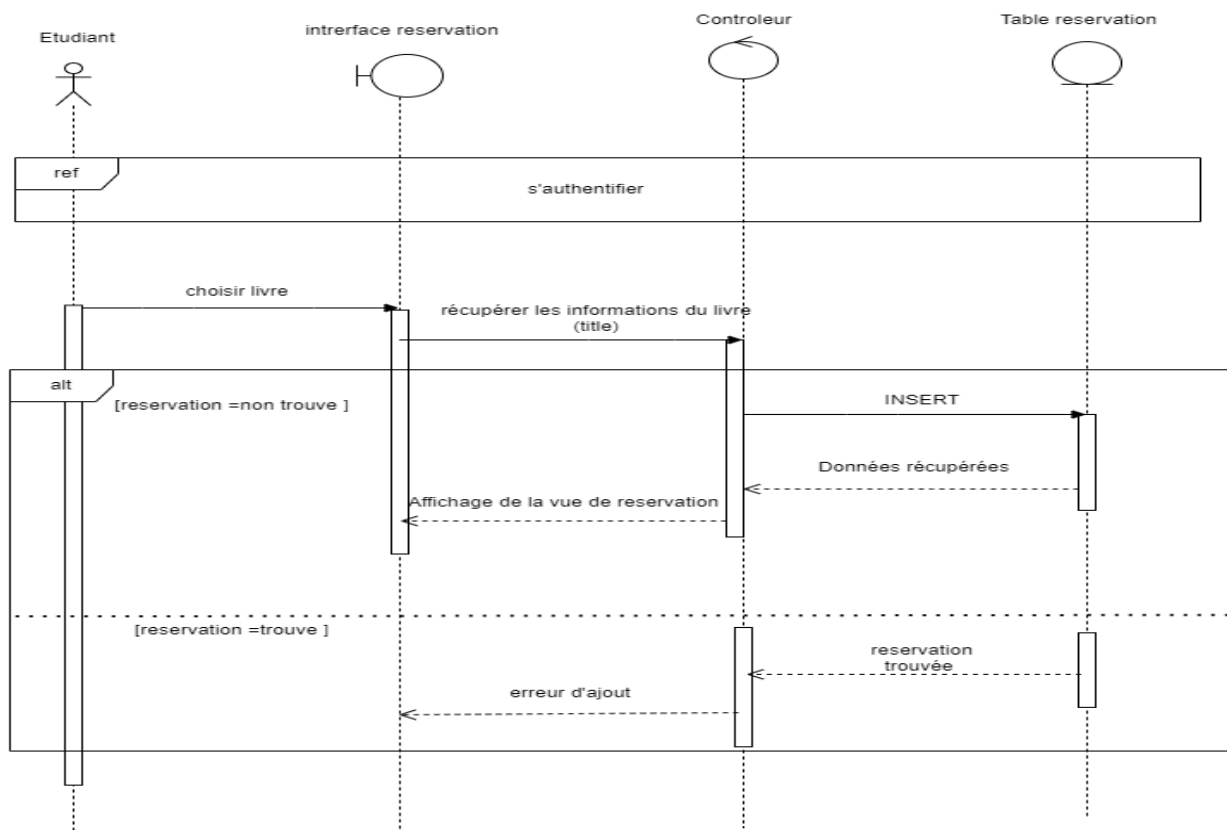 Etudiant
intrerface reservation
Controleur
Table reservation
ref
s'authentifier
choisir livre
récupérer les informations du livre
(title)
alt
[reservation =non trouve ]
INSERT
Données récupérées
Affichage de la vue de reservation
[reservation =trouve ]
reservation
trouvée
erreur d'ajout